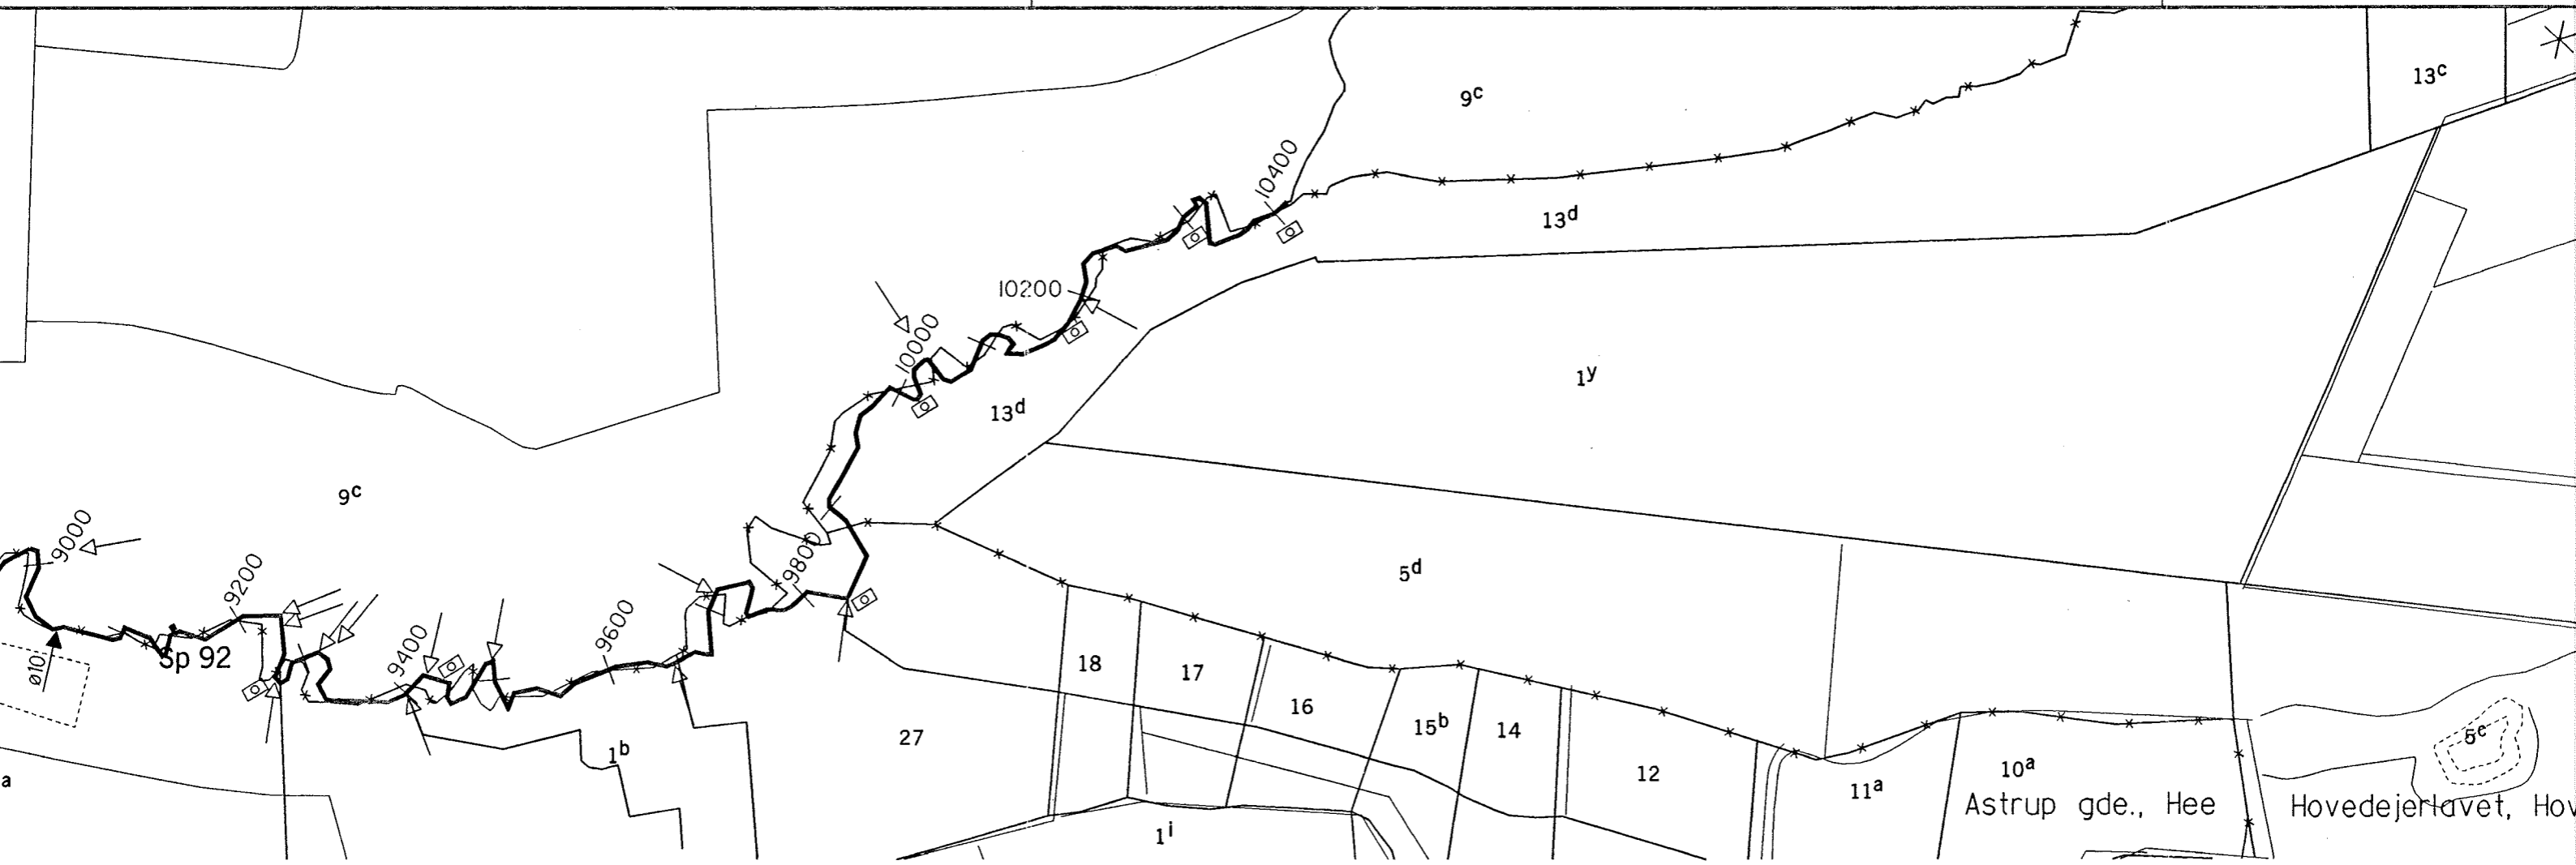 13c
9c
10400
13d
10200
10000
1y
13d
9c
9000
9800
5d
9200
9600
Sp 92
9400
ø10
18
17
16
15b
14
27
1b
12
5c
a
11a
10a
Astrup gde., Hee
Hovedejerlavet, Hov
1i